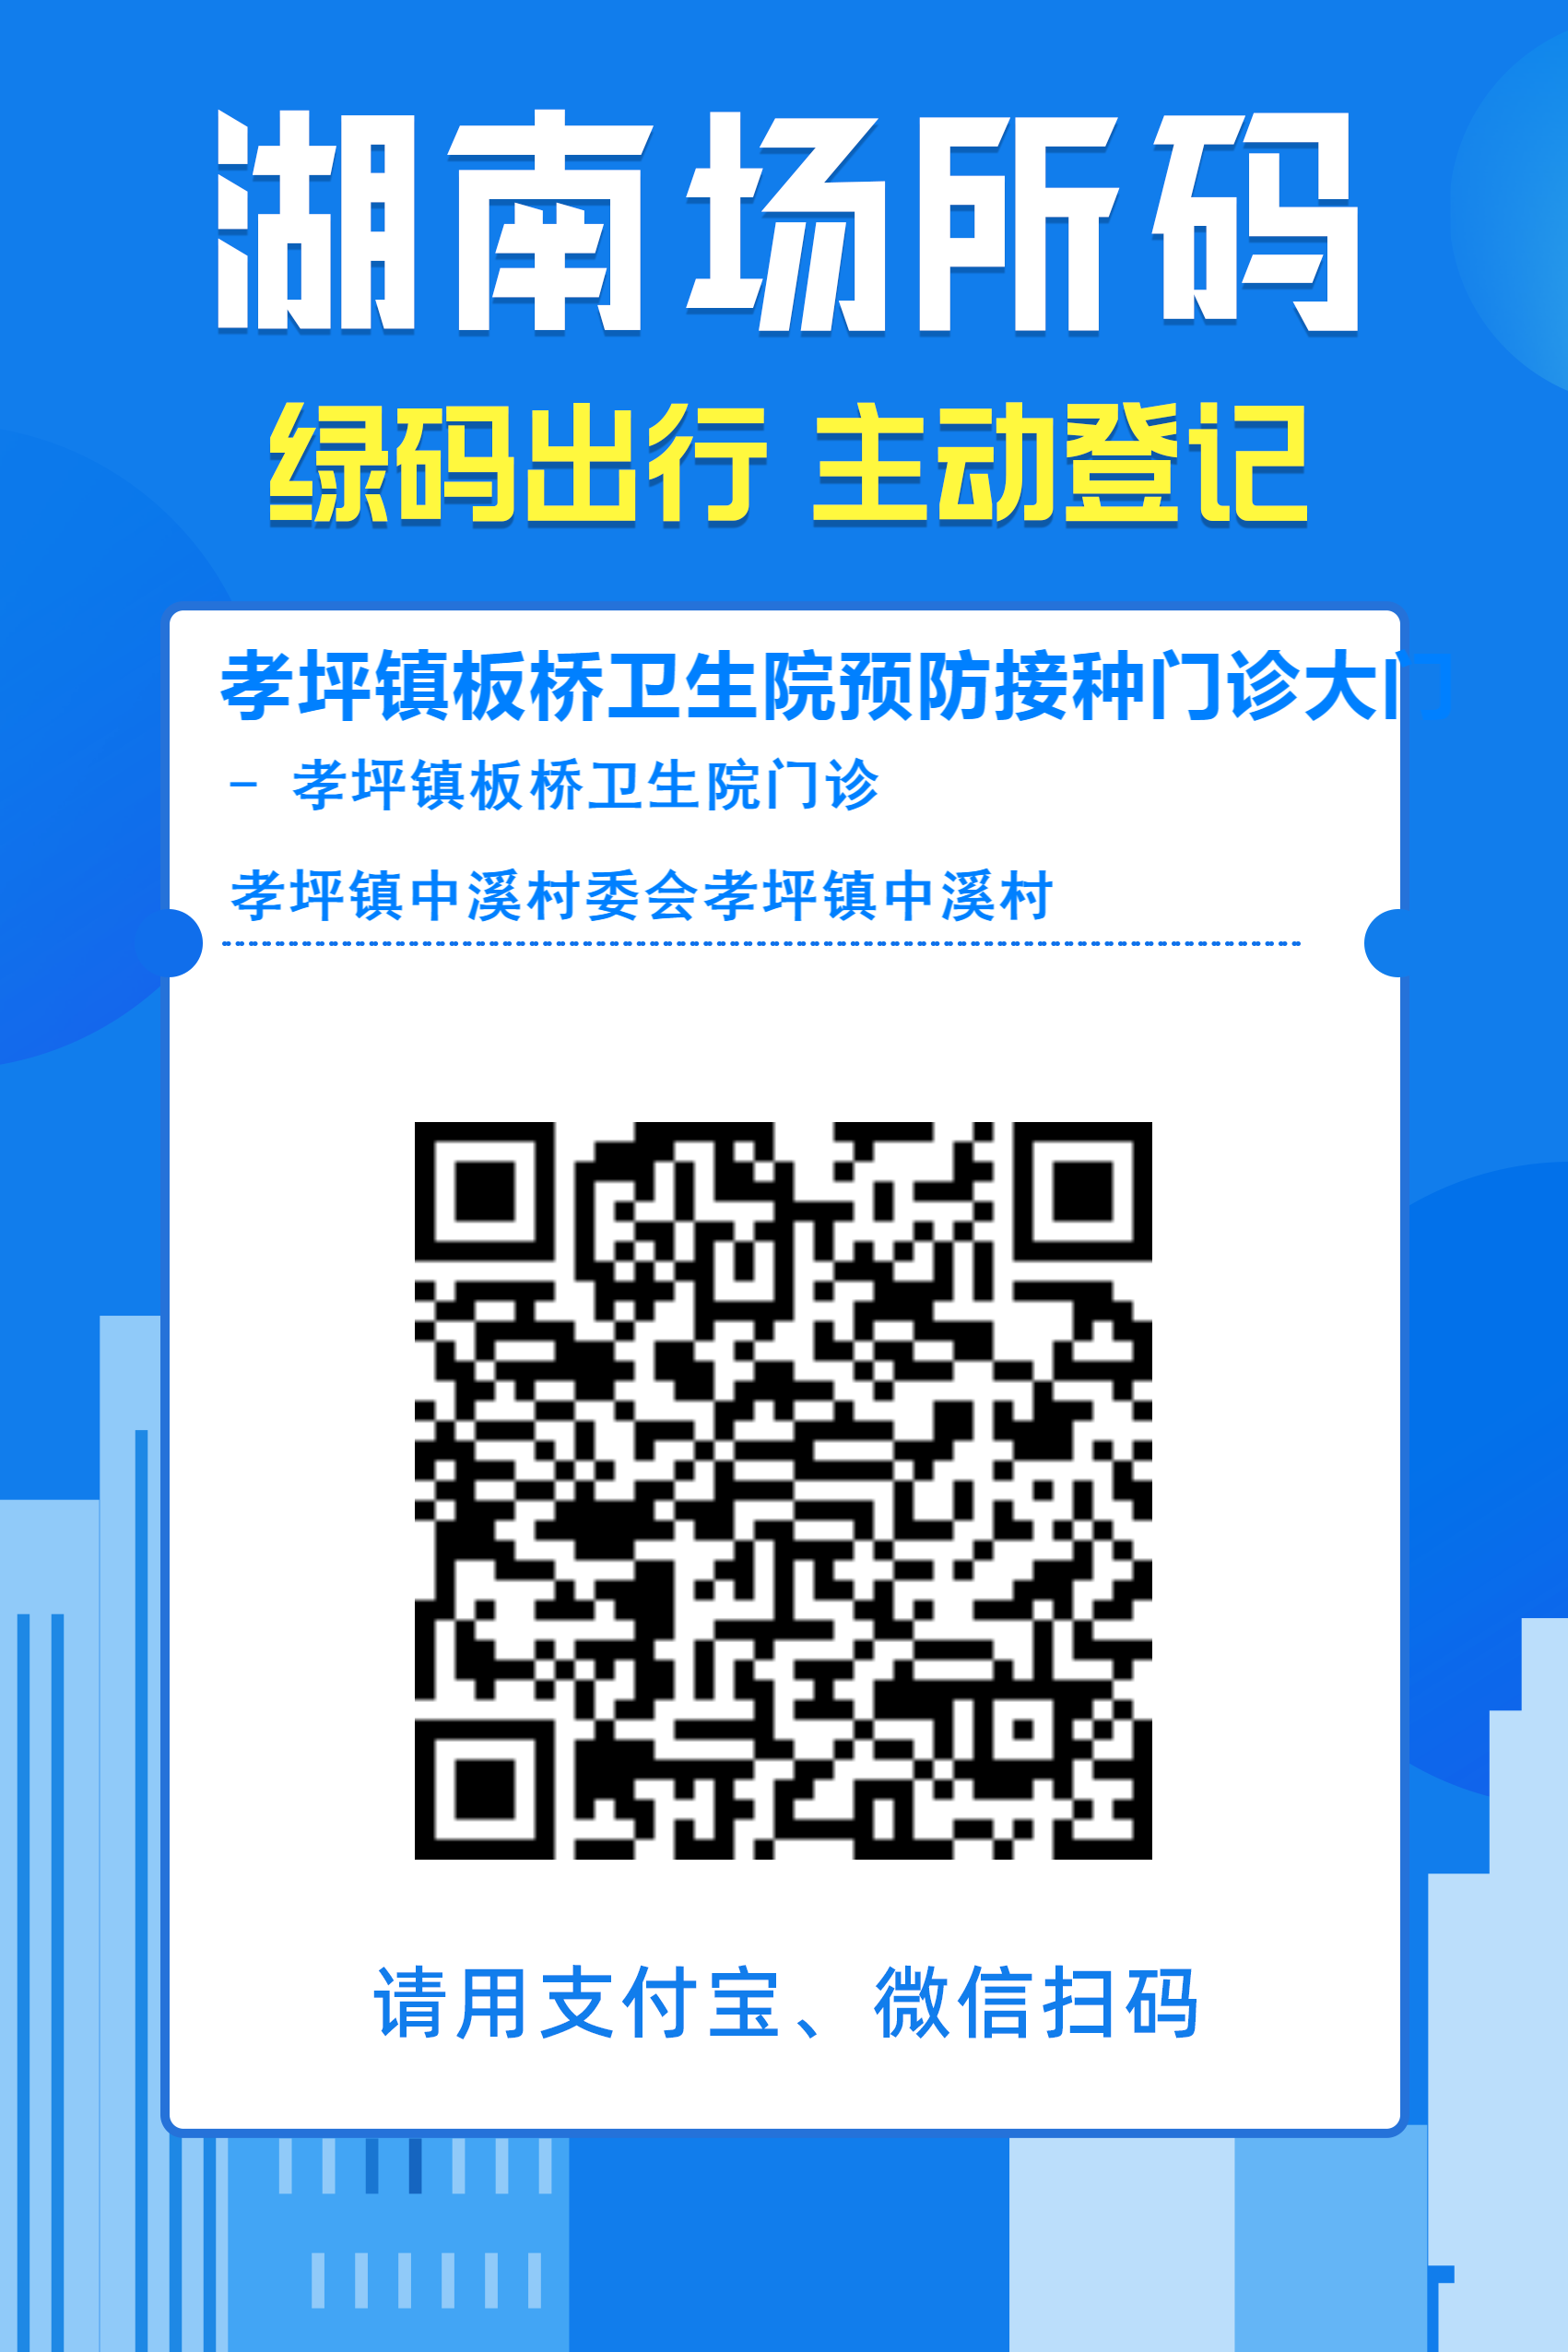 湖南场所码
绿码出行 主动登记
孝坪镇板桥卫生院预防接种门诊大门
- 孝坪镇板桥卫生院门诊
孝坪镇中溪村委会孝坪镇中溪村
请用支付宝、微信扫码